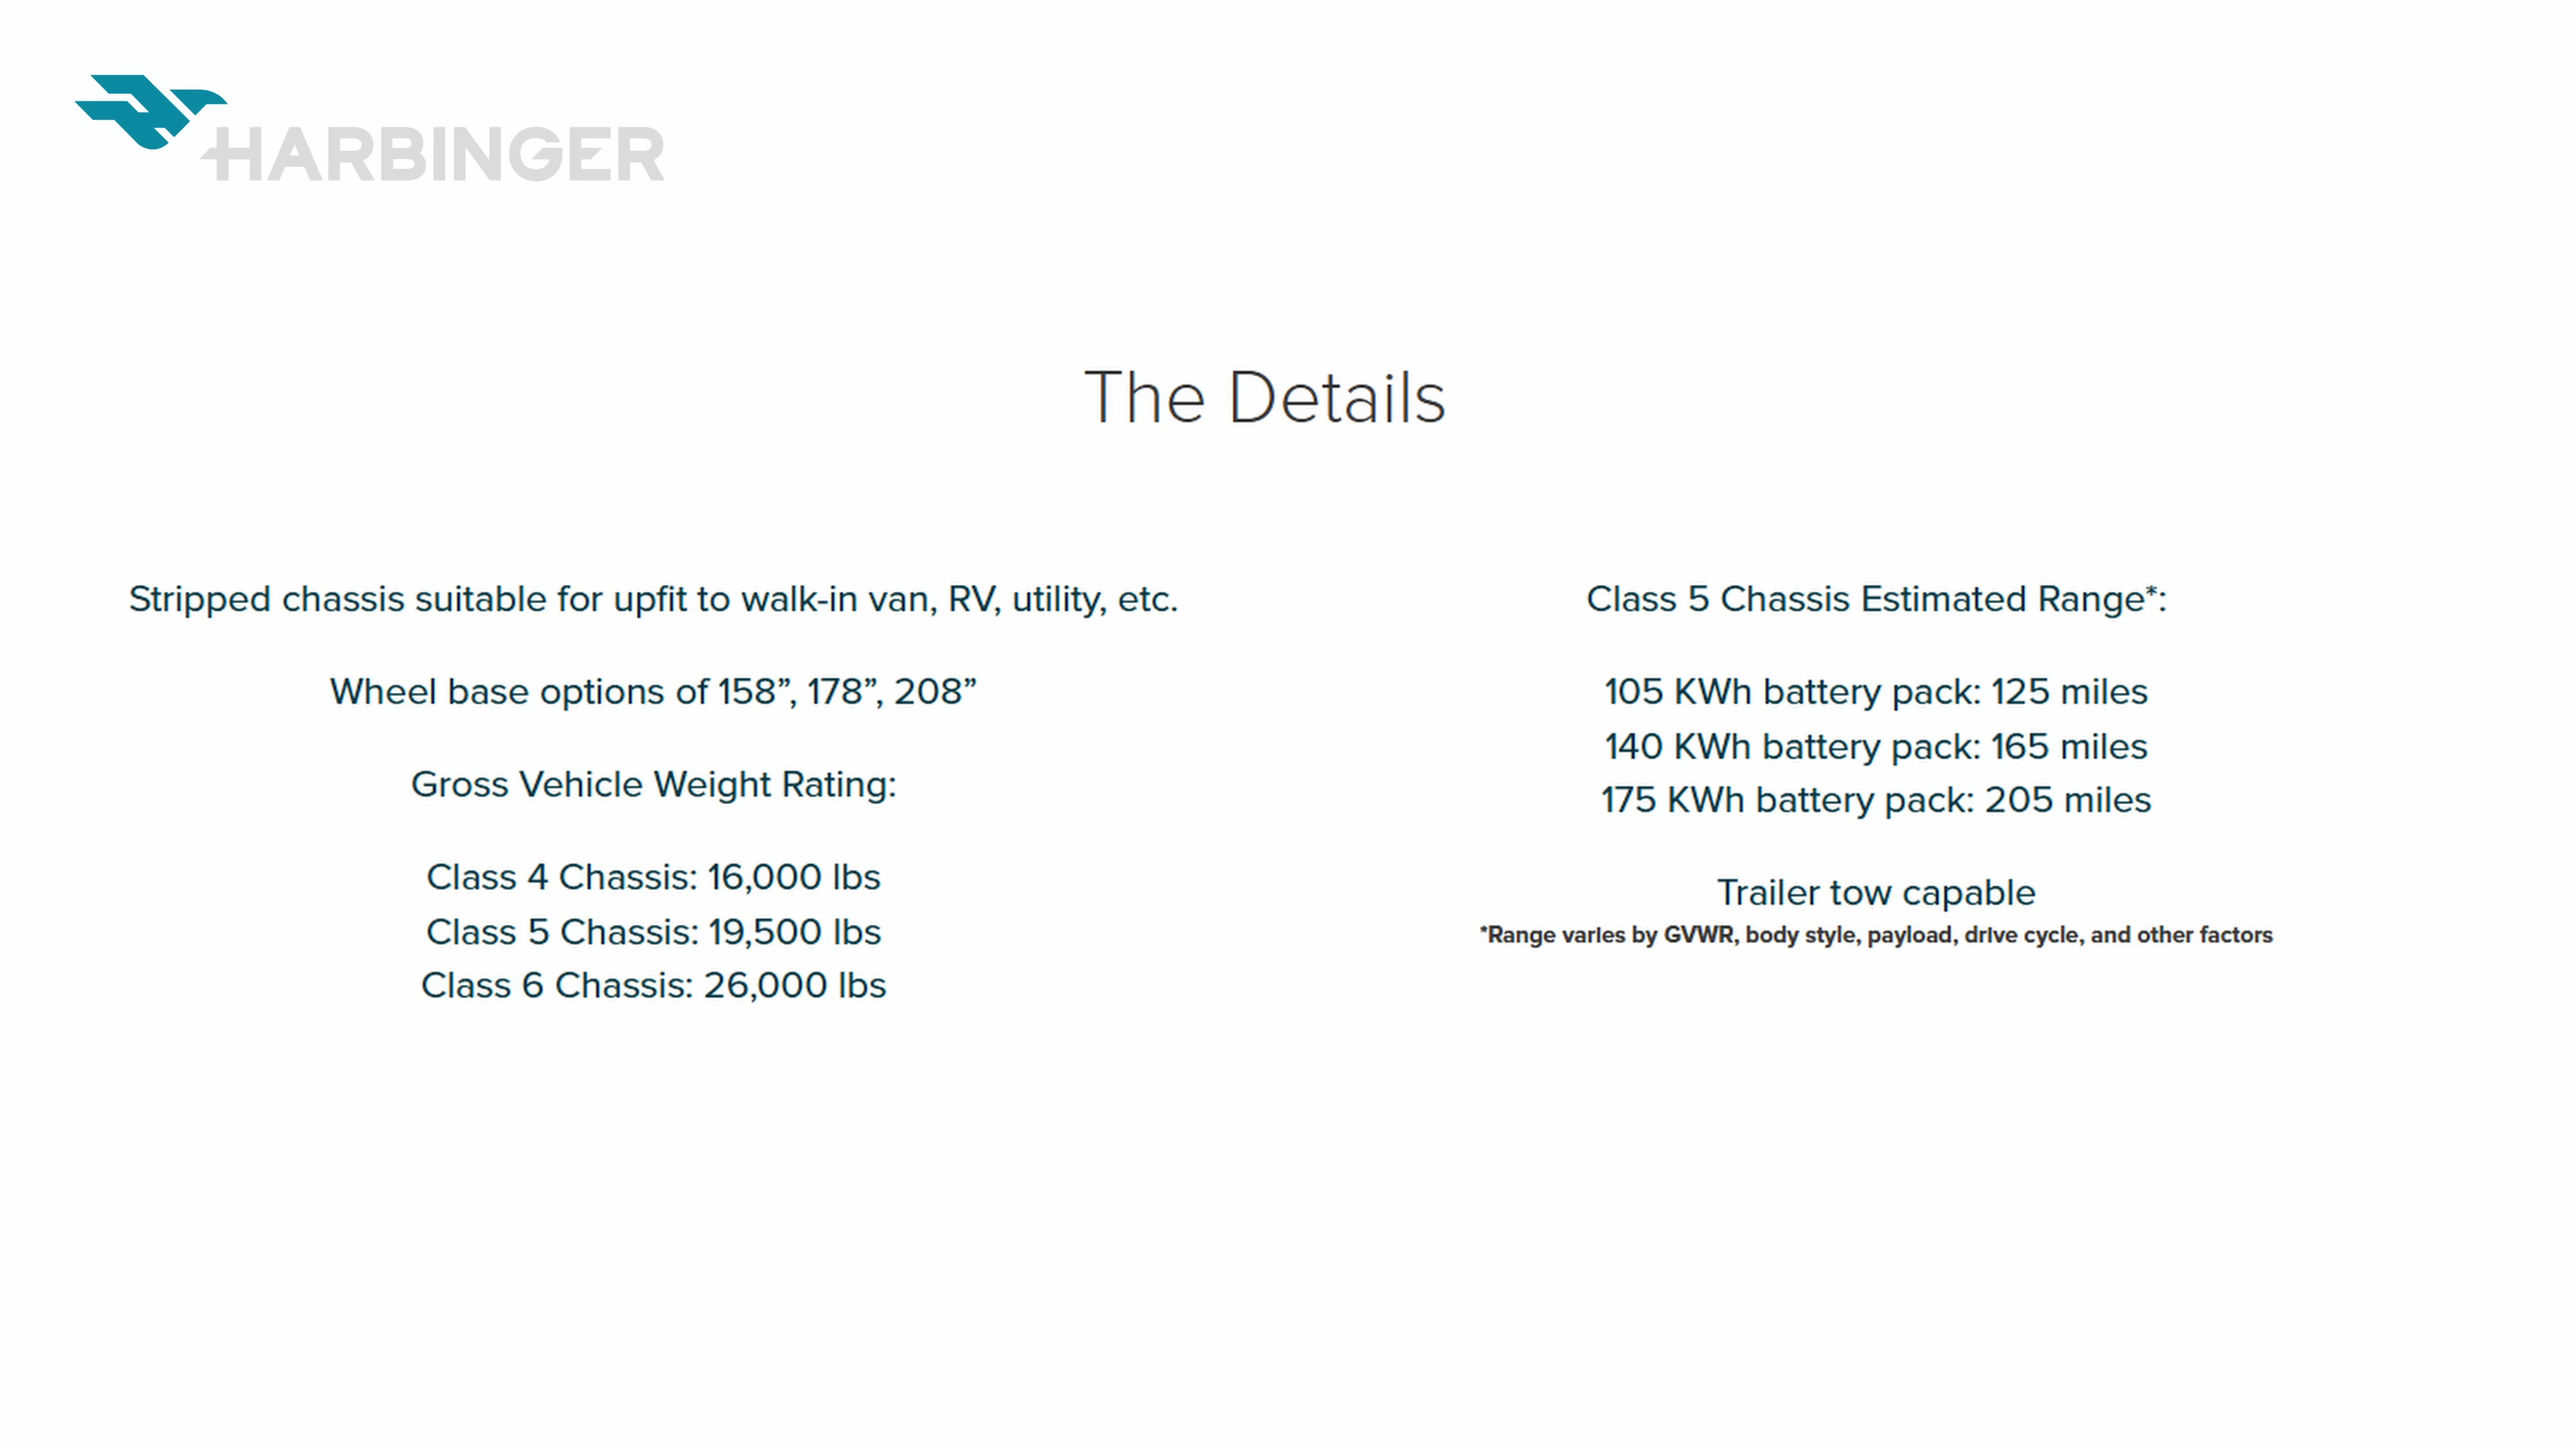 HARBINGER
The Details
Stripped chassis suitable for upfit to walk-in van, RV, utility, etc.
Wheel base options of 158”, 178”, 208”
Gross Vehicle Weight Rating:
Class 4 Chassis: 16,000 lbs
Class 5 Chassis: 19,500 lbs
Class 6 Chassis: 26,000 lbs
Class 5 Chassis Estimated Range*:
105 KWh battery pack: 125 miles
140 KWh battery pack: 165 miles
175 KWh battery pack: 205 miles
Trailer tow capable
*Range varies by GVWR, body style, payload, drive cycle, and other factors